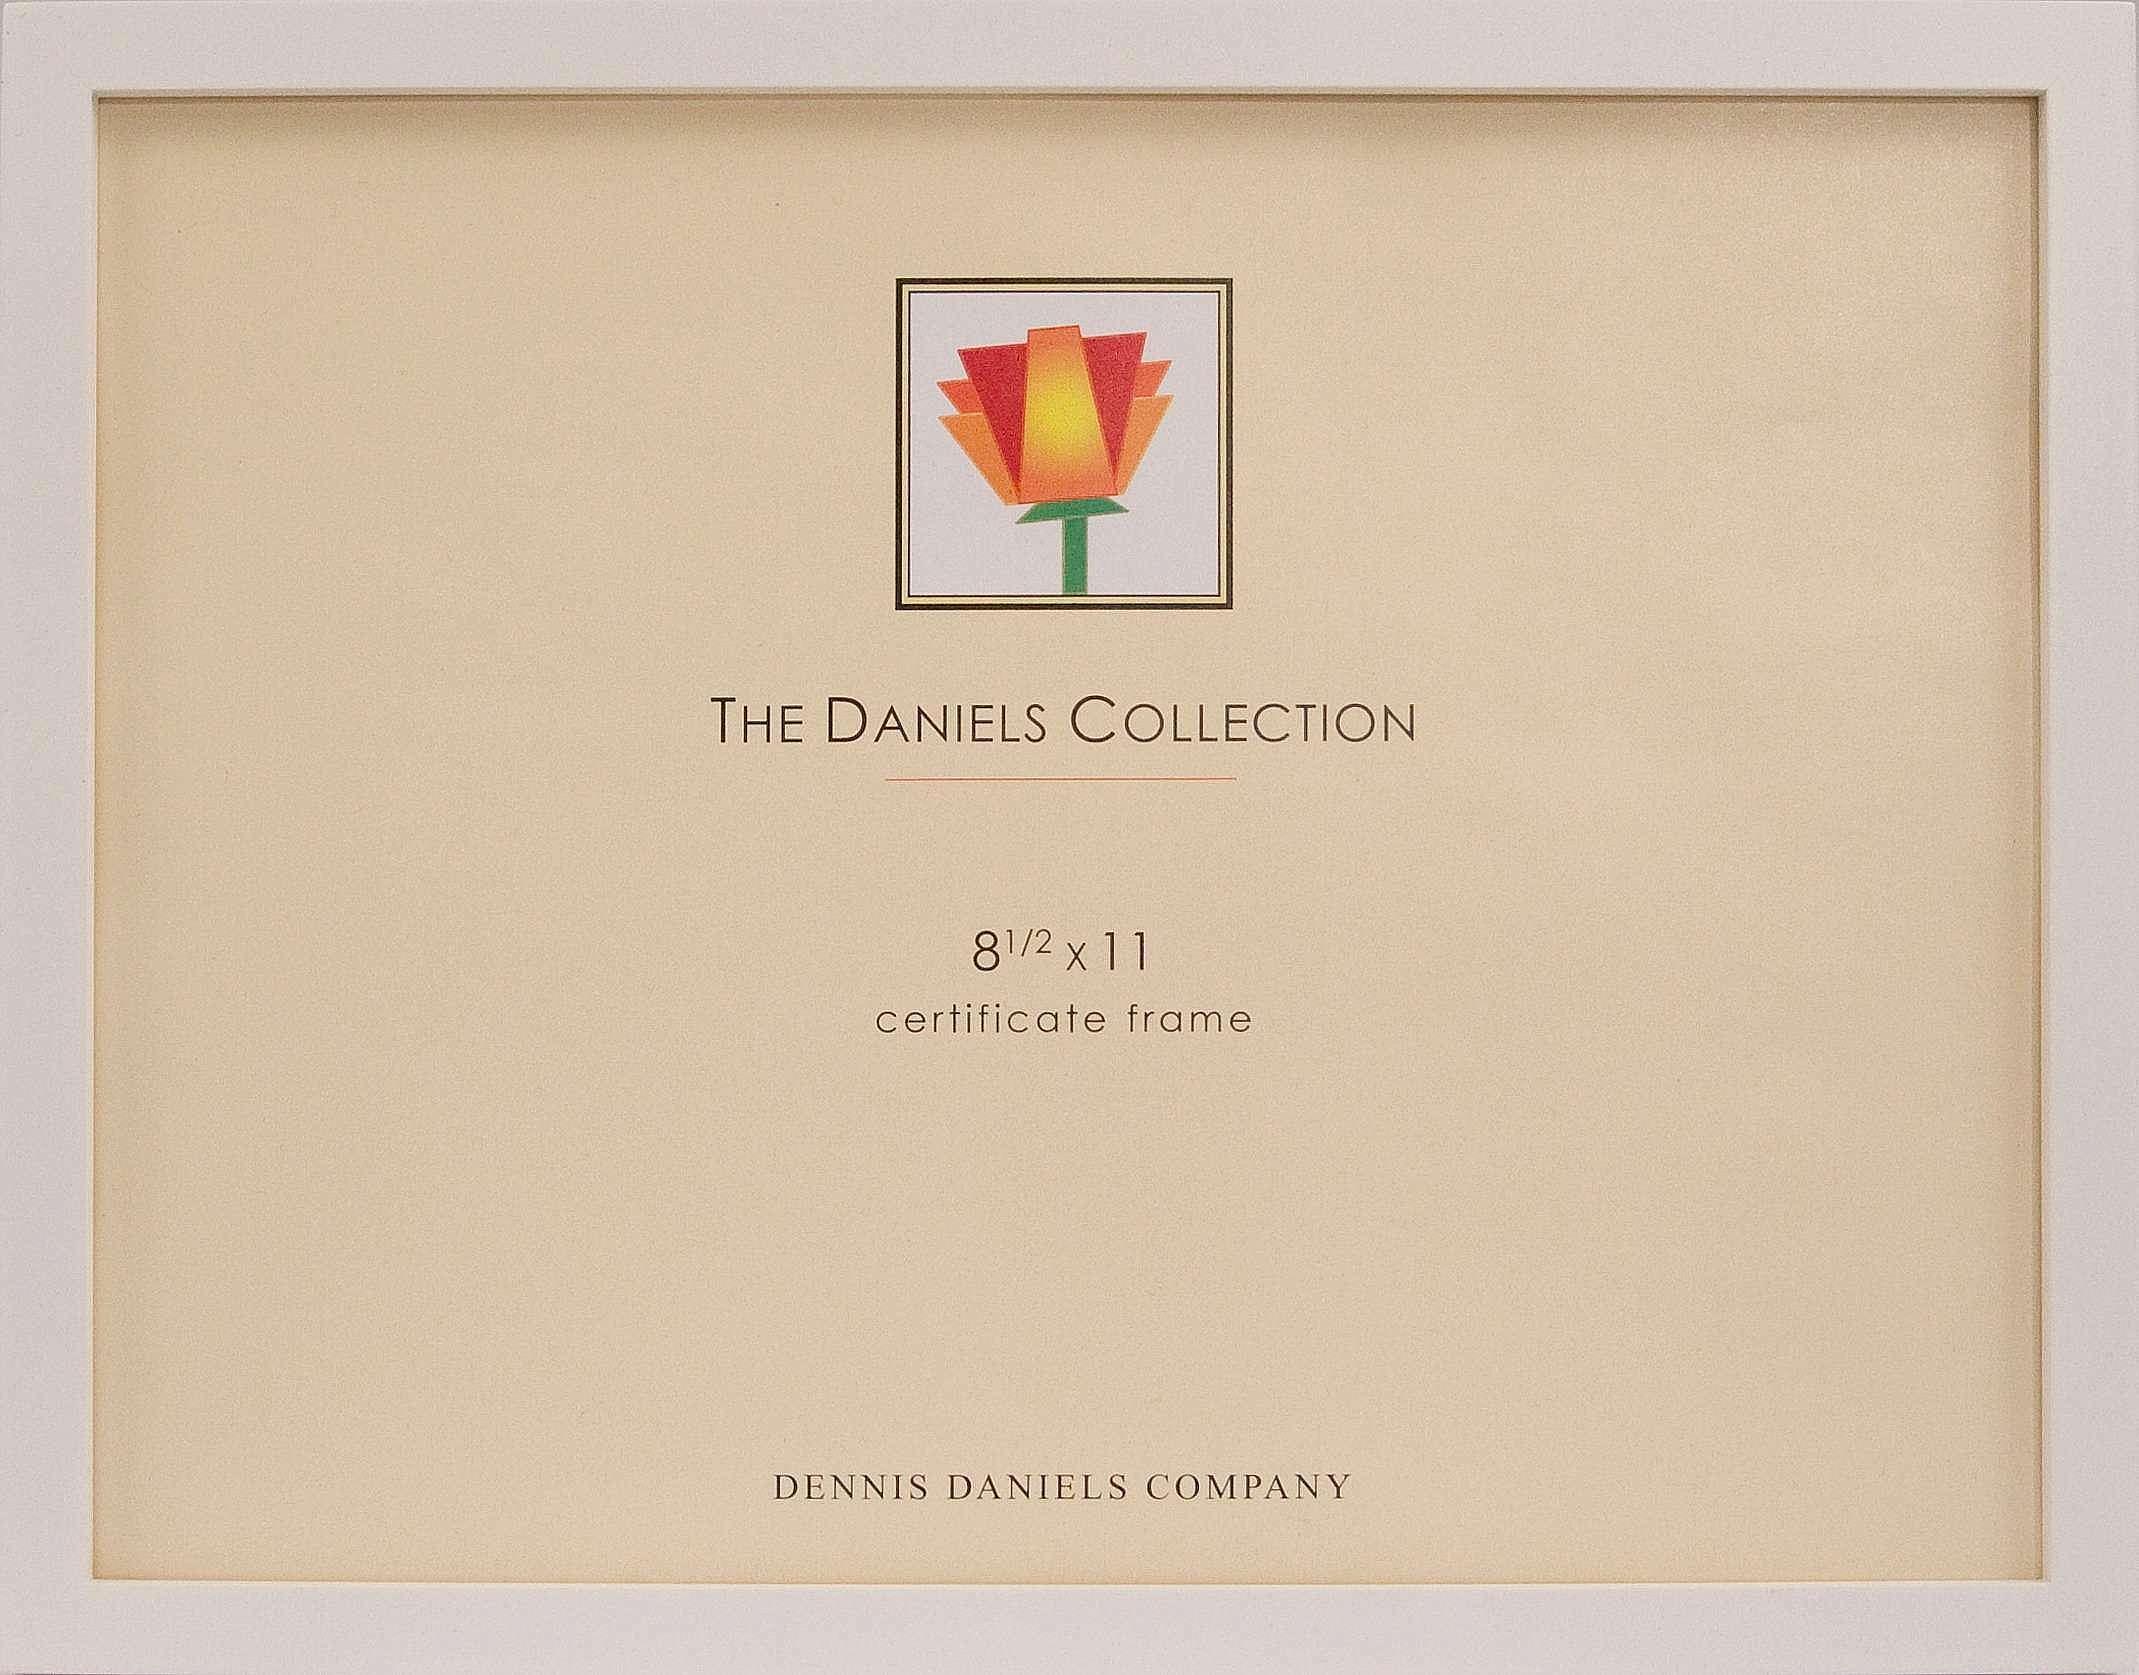 THE DANIELS COLLECTION
8 1/2 x 11
certificate frame
DENNIS DANIELS COMPANY